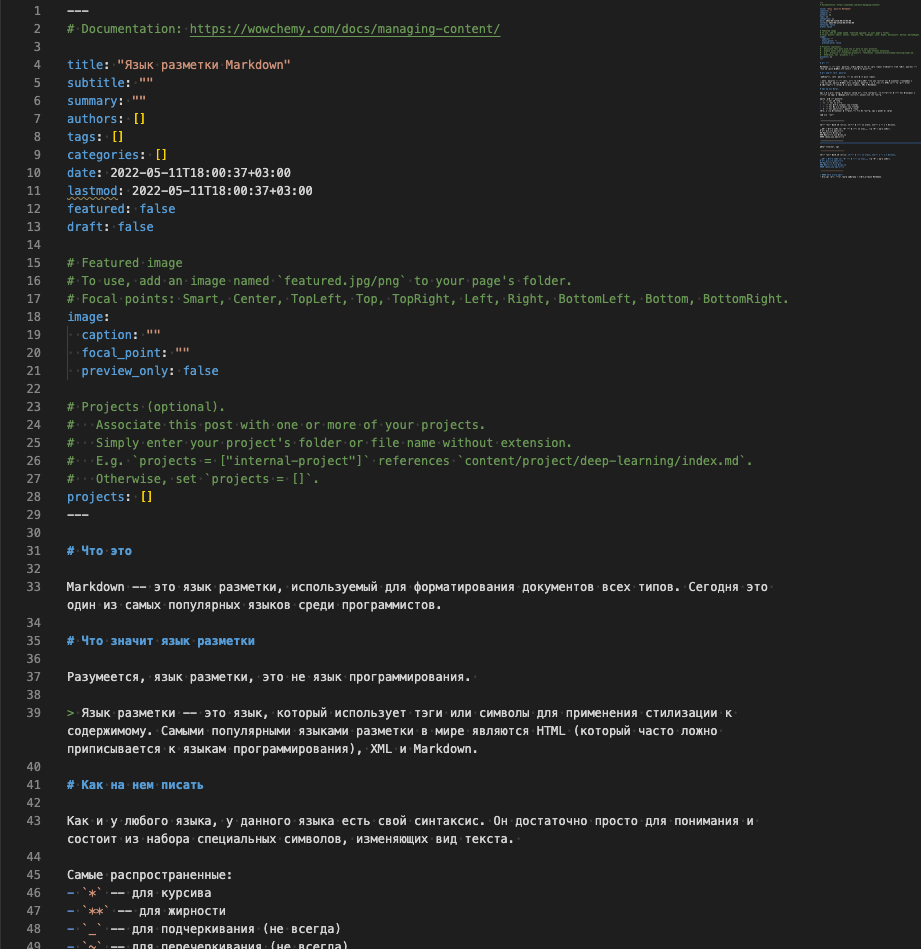 1 ---
2 # Documentation: https://wowchemy.com/docs/managing-content/
3
4 title: "Язык разметки Markdown"
5 subtitle: ""
6 summary: ""
7 authors: []
8 tags: []
9 categories: []
10 date: 2022-05-11T18:00:37+03:00
11 lastmod: 2022-05-11T18:00:37+03:00
12 featured: false
13 draft: false
14
15 # Featured image
16 # To use, add an image named `featured.jpg/png` to your page's folder.
17 # Focal points: Smart, Center, TopLeft, Top, TopRight, Left, Right, BottomLeft, Bottom, BottomRight.
18 image:
19   caption: ""
20   focal_point: ""
21   preview_only: false
22
23 # Projects (optional).
24 #   Associate this post with one or more of your projects.
25 #   Simply enter your project's folder or file name without extension.
26 #   E.g. `projects = ["internal-project"]` references `content/project/deep-learning/index.md`.
27 #   Otherwise, set `projects = []`.
28 projects: []
29 ---
30
31 # Что это
32
33 Markdown -- это язык разметки, используемый для форматирования документов всех типов. Сегодня это
один из самых популярных языков среди программистов.
34
35 # Что значит язык разметки
36
37 Разумеется, язык разметки, это не язык программирования.
38
39 > Язык разметки -- это язык, который использует тэги или символы для применения стилизации к
содержимому. Самыми популярными языками разметки в мире являются HTML (который часто ложно
приписывается к языкам программирования), XML и Markdown.
40
41 # Как на нем писать
42
43 Как и у любого языка, у данного языка есть свой синтаксис. Он достаточно просто для понимания и
состоит из набора специальных символов, изменяющих вид текста.
44
45 Самые распространенные:
46 - `*` -- для курсива
47 - `**` -- для жирности
48 - `_` -- для подчеркивания (не всегда)
49 - `~` -- для перечеркивания (не всегда)